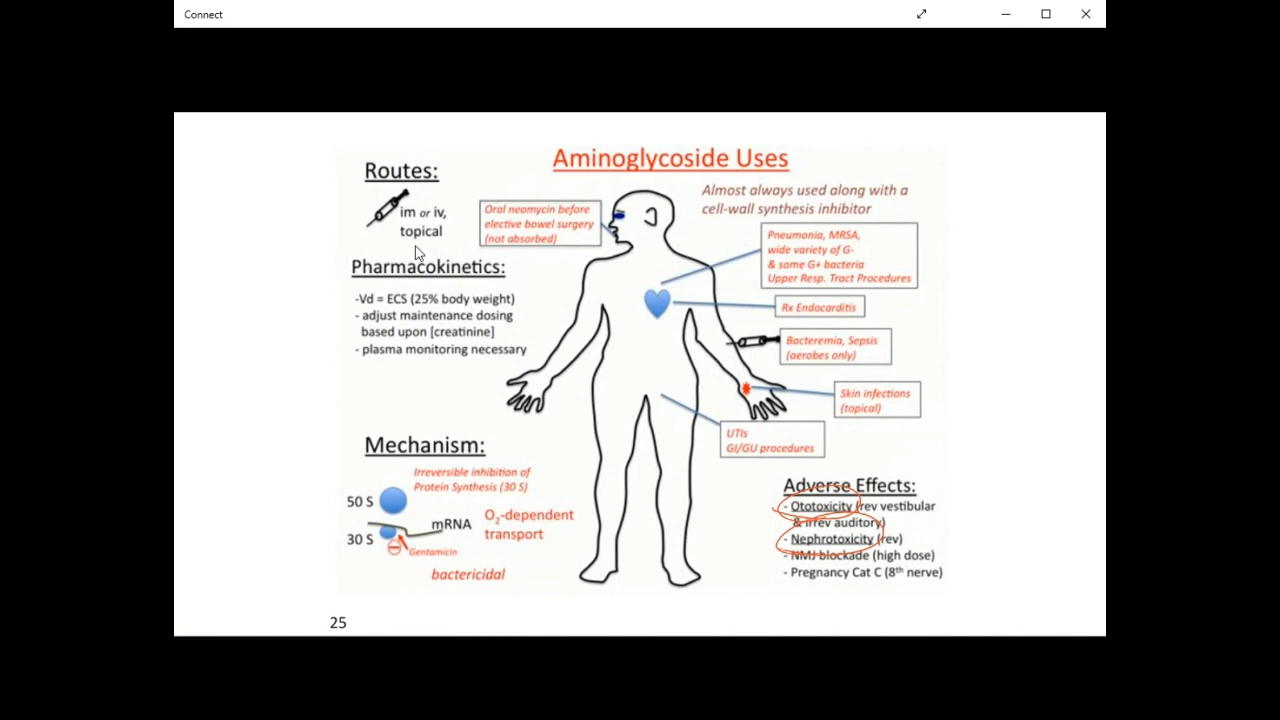 Connect
Aminoglycoside Uses
Routes:
im or iv,
topical
Oral neomycin before
elective bowel surgery
(not absorbed)
Almost always used along with a
cell-wall synthesis inhibitor
Pharmacokinetics:
-Vd = ECS (25% body weight)
- adjust maintenance dosing
based upon [creatinine]
- plasma monitoring necessary
Pneumonia, MRSA,
wide variety of G-
& some G+ bacteria
Upper Resp. Tract Procedures
Rx Endocarditis
Bacteremia, Sepsis
(aerobes only)
Skin infections
(topical)
UTIs
GI/GU procedures
Mechanism:
Irreversible inhibition of
Protein Synthesis (30 S)
50 S
mRNA
30 S
Gentamicin
O2-dependent
transport
bactericidal
Adverse Effects:
- Ototoxicity (rev vestibular
& irrev auditory)
- Nephrotoxicity (rev)
- NMJ blockade (high dose)
- Pregnancy Cat C (8th nerve)
25